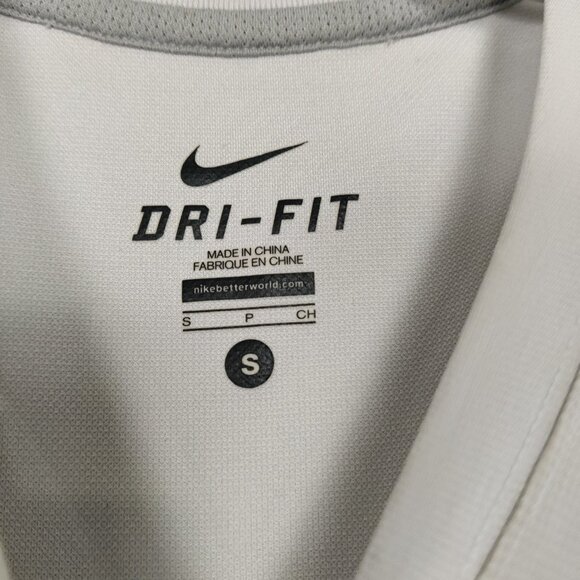 DRI-FIT
MADE IN CHINA
FABRIQUE EN CHINE
nikebetterworld.com
S P CH
S